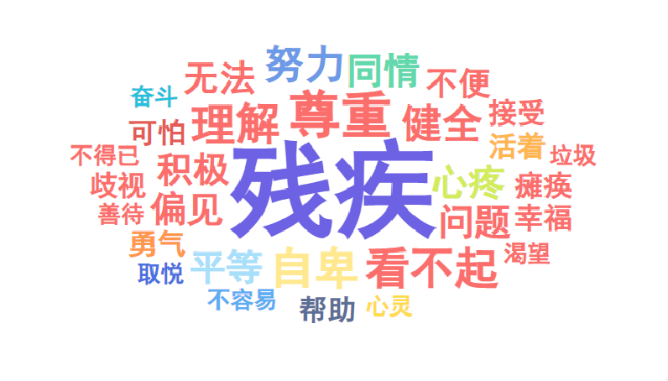 努力
同情
无法
不便
奋斗
理解
尊重
健全
接受
可怕
残疾
活着
不得已
积极
心疼
垃圾
歧视
瘫痪
善待
偏见
问题
幸福
勇气
平等
自卑
看不起
渴望
取悦
不容易
帮助
心灵